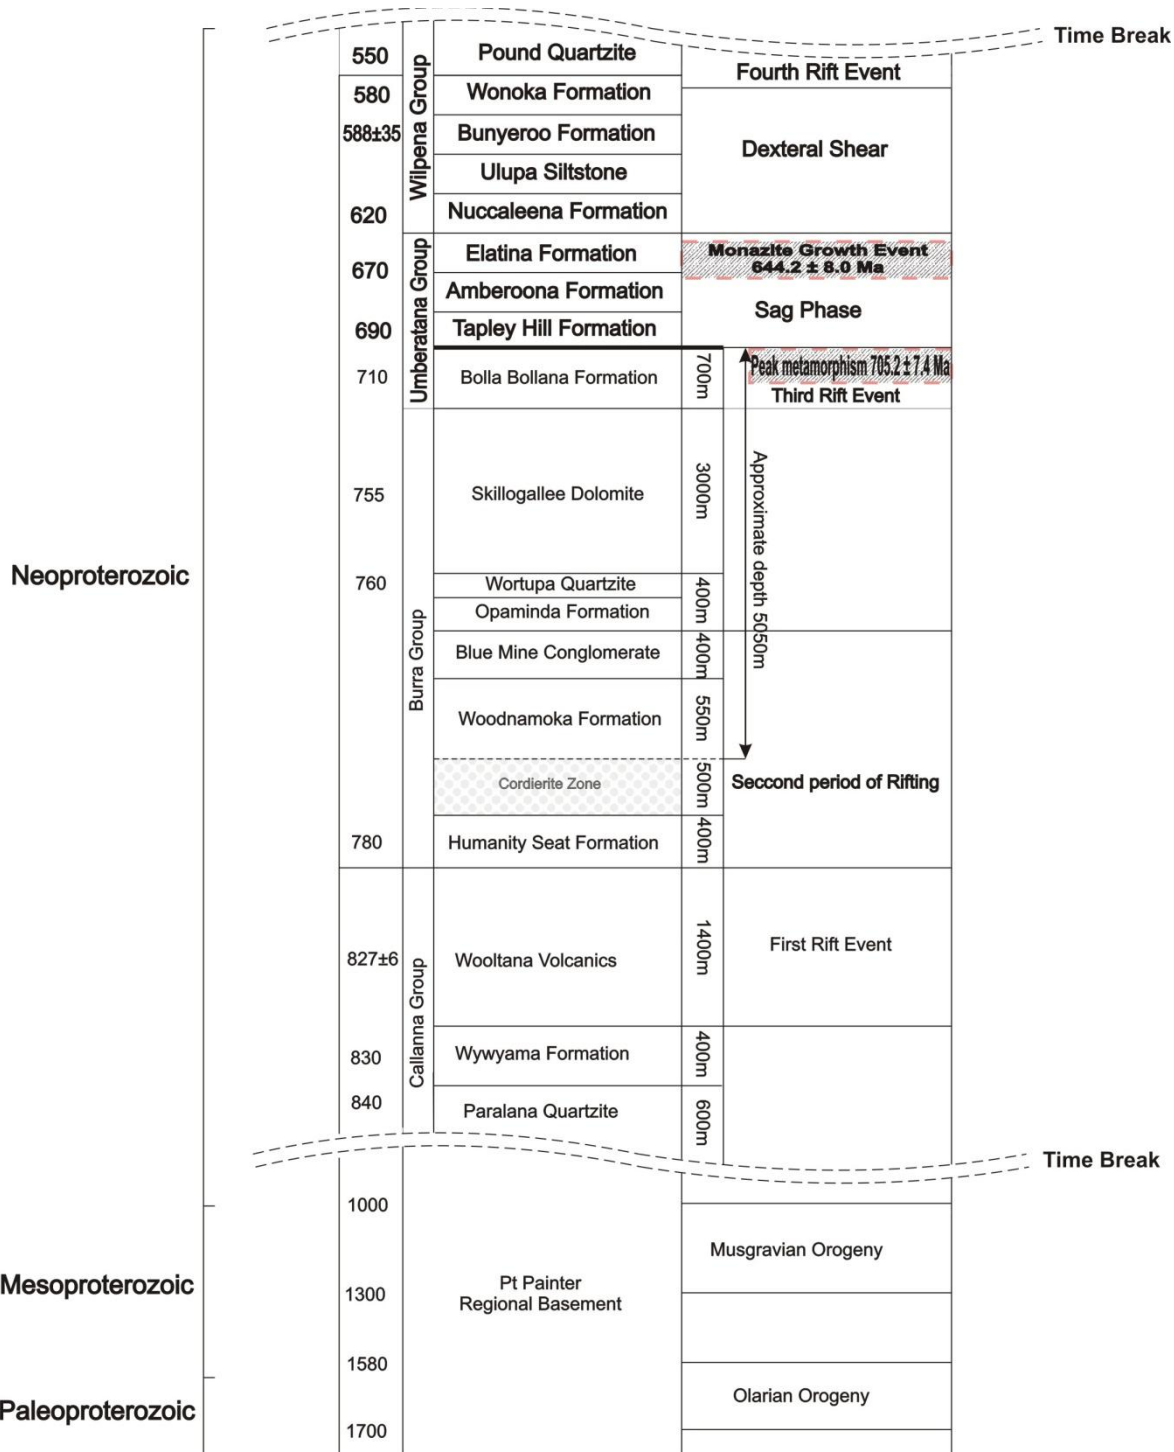 Time Break
550
Pound Quartzite
Fourth Rift Event
580
Wonoka Formation
588±35
Bunyeroo Formation
Dexteral Shear
Ulupa Siltstone
620
Nuccaleena Formation
Wilpena Group
Elatina Formation
Monazite Growth Event
644.2 ± 8.0 Ma
670
Amberoona Formation
Sag Phase
690
Tapley Hill Formation
Umberatana Group
710
Bolla Bollana Formation
700m
Peak metamorphism 705.2 ± 7.4 Ma
Third Rift Event
755
Skillogallee Dolomite
3000m
Approximate depth 5050m
Neoproterozoic
760
Wortupa Quartzite
400m
Opaminda Formation
Burra Group
Blue Mine Conglomerate
400m
Woodnamoka Formation
550m
Cordierite Zone
500m
Seccond period of Rifting
780
Humanity Seat Formation
400m
827±6
Wooltana Volcanics
1400m
First Rift Event
Callanna Group
830
Wywyama Formation
400m
840
Paralana Quartzite
600m
Time Break
1000
Musgravian Orogeny
Mesoproterozoic
1300
Pt Painter
Regional Basement
1580
Olarian Orogeny
Paleoproterozoic
1700